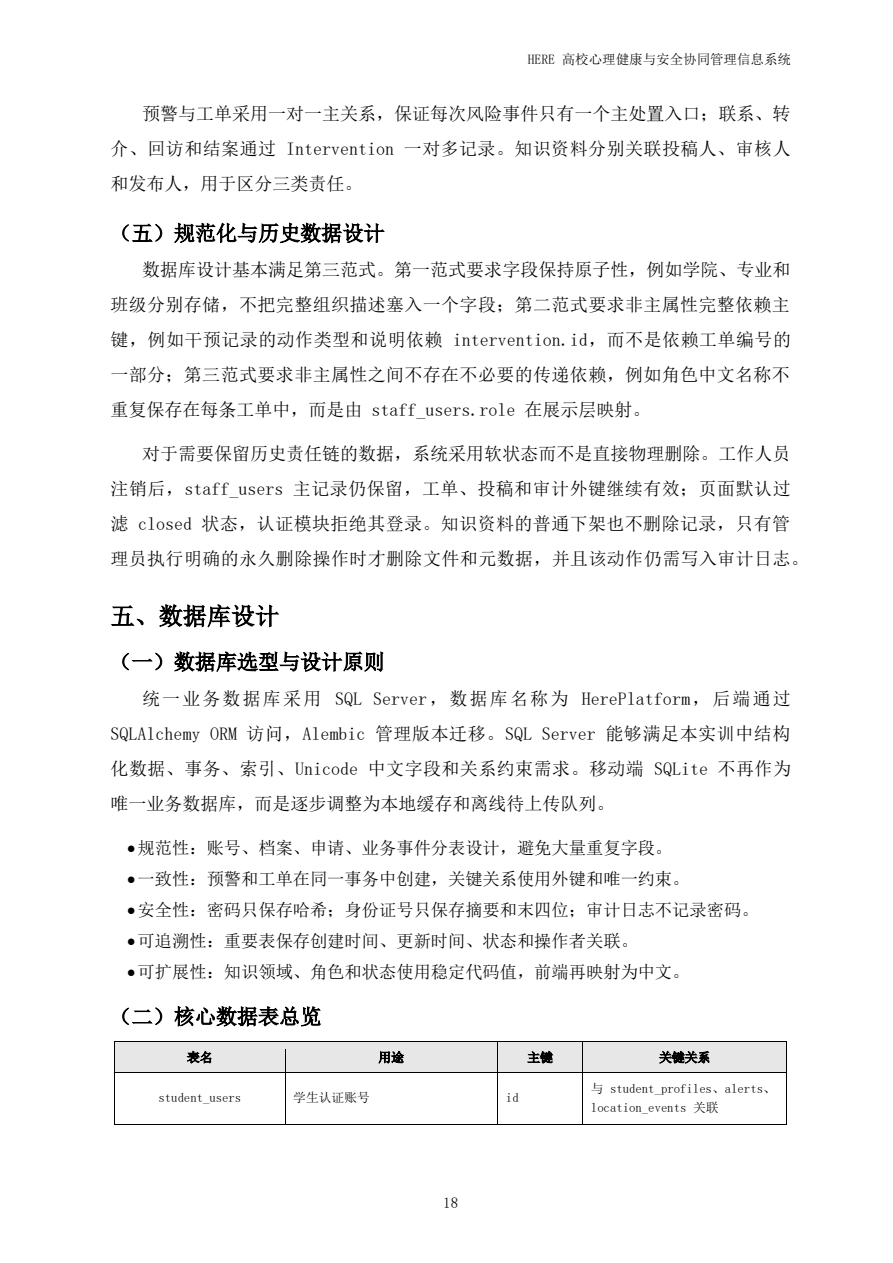 HERE 高校心理健康与安全协同管理信息系统
预警与工单采用一对一主关系，保证每次风险事件只有一个主处置入口；联系、转
介、回访和结案通过 Intervention 一对多记录。知识资料分别关联投稿人、审核人
和发布人，用于区分三类责任。
（五）规范化与历史数据设计
数据库设计基本满足第三范式。第一范式要求字段保持原子性，例如学院、专业和
班级分别存储，不把完整组织描述塞入一个字段；第二范式要求非主属性完整依赖主
键，例如干预记录的动作类型和说明依赖 intervention.id，而不是依赖工单编号的
一部分；第三范式要求非主属性之间不存在不必要的传递依赖，例如角色中文名称不
重复保存在每条工单中，而是由 staff_users.role 在展示层映射。
对于需要保留历史责任链的数据，系统采用软状态而不是直接物理删除。工作人员
注销后，staff_users 主记录仍保留，工单、投稿和审计外键继续有效；页面默认过
滤 closed 状态，认证模块拒绝其登录。知识资料的普通下架也不删除记录，只有管
理员执行明确的永久删除操作时才删除文件和元数据，并且该动作仍需写入审计日志。
五、数据库设计
（一）数据库选型与设计原则
统一业务数据库采用 SQL Server，数据库名称为 HerePlatform，后端通过
SQLAlchemy ORM 访问，Alembic 管理版本迁移。SQL Server 能够满足本实训中结构
化数据、事务、索引、Unicode 中文字段和关系约束需求。移动端 SQLite 不再作为
唯一业务数据库，而是逐步调整为本地缓存和离线待上传队列。
●规范性：账号、档案、申请、业务事件分表设计，避免大量重复字段。
●一致性：预警和工单在同一事务中创建，关键关系使用外键和唯一约束。
●安全性：密码只保存哈希；身份证号只保存摘要和末四位；审计日志不记录密码。
●可追溯性：重要表保存创建时间、更新时间、状态和操作者关联。
●可扩展性：知识领域、角色和状态使用稳定代码值，前端再映射为中文。
（二）核心数据表总览
表名 用途 主键 关键关系
student_users 学生认证账号 id 与 student_profiles、alerts、
location_events 关联
18